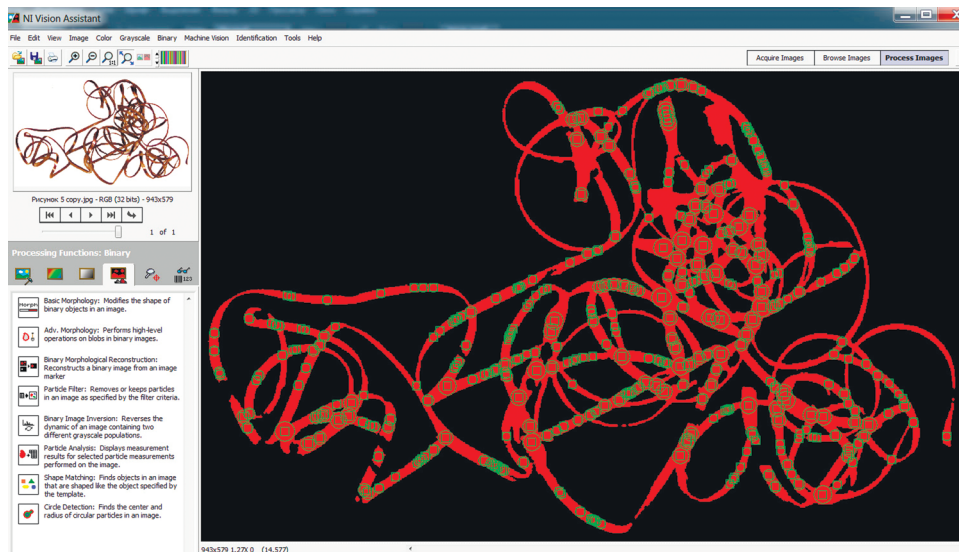 NI Vision Assistant
File Edit View Image Color Grayscale Binary Machine Vision Identification Tools Help
1:1
Acquire Images Browse Images Process Images
Рисунок 5 copy.jpg - RGB (32 bits) - 943x579
1 of 1
Processing Functions: Binary
123
Basic Morphology: Modifies the shape of
binary objects in an image.
Adv. Morphology: Performs high-level
operations on blobs in binary images.
Binary Morphological Reconstruction:
Reconstructs a binary image from an image
marker
Particle Filter: Removes or keeps particles
in an image as specified by the filter criteria.
Binary Image Inversion: Reverses the
dynamic of an image containing two
different grayscale populations.
Particle Analysis: Displays measurement
results for selected particle measurements
performed on the image.
Shape Matching: Finds objects in an image
that are shaped like the object specified by
the template.
Circle Detection: Finds the center and
radius of circular particles in an image.
943x579 1.27X 0 (14,577)